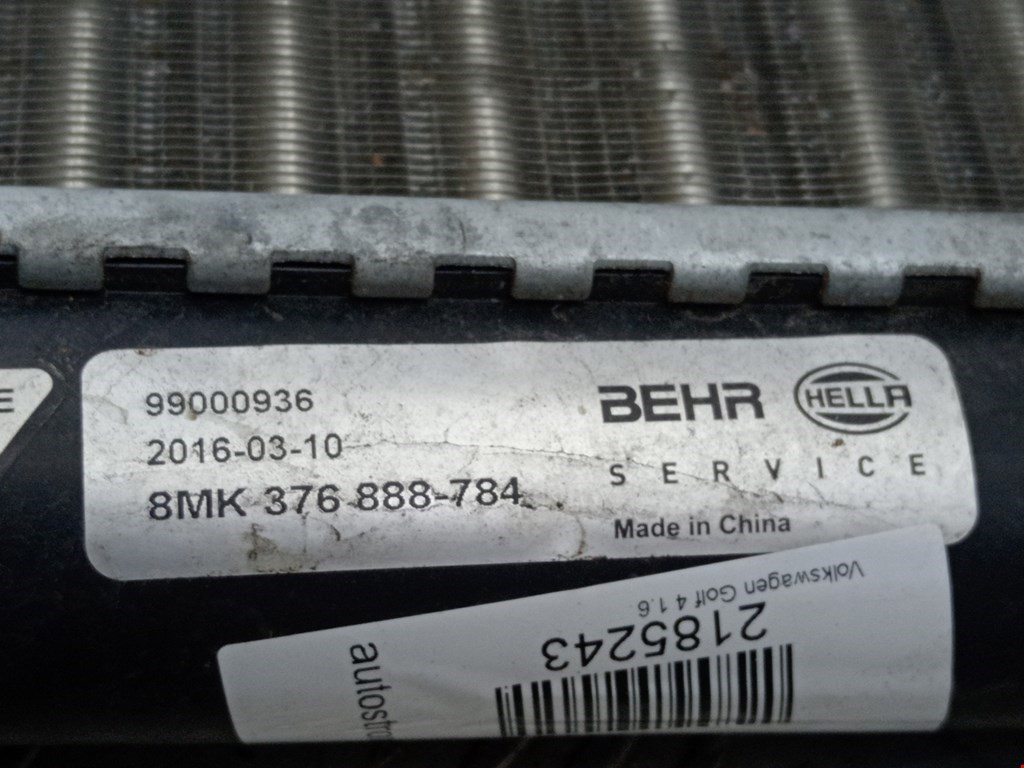 E
99000936
2016-03-10
8MK 376 888-784
BEHR HELLA
SERVICE
Made in China
Volkswagen Golf 4 1.6
2185243